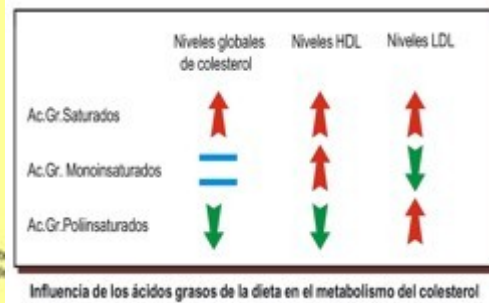 Niveles globales de colesterol
Niveles HDL
Niveles LDL
Ac.Gr.Saturados
Ac.Gr. Monoinsaturados
Ac.Gr.Poliinsaturados
Influencia de los ácidos grasos de la dieta en el metabolismo del colesterol